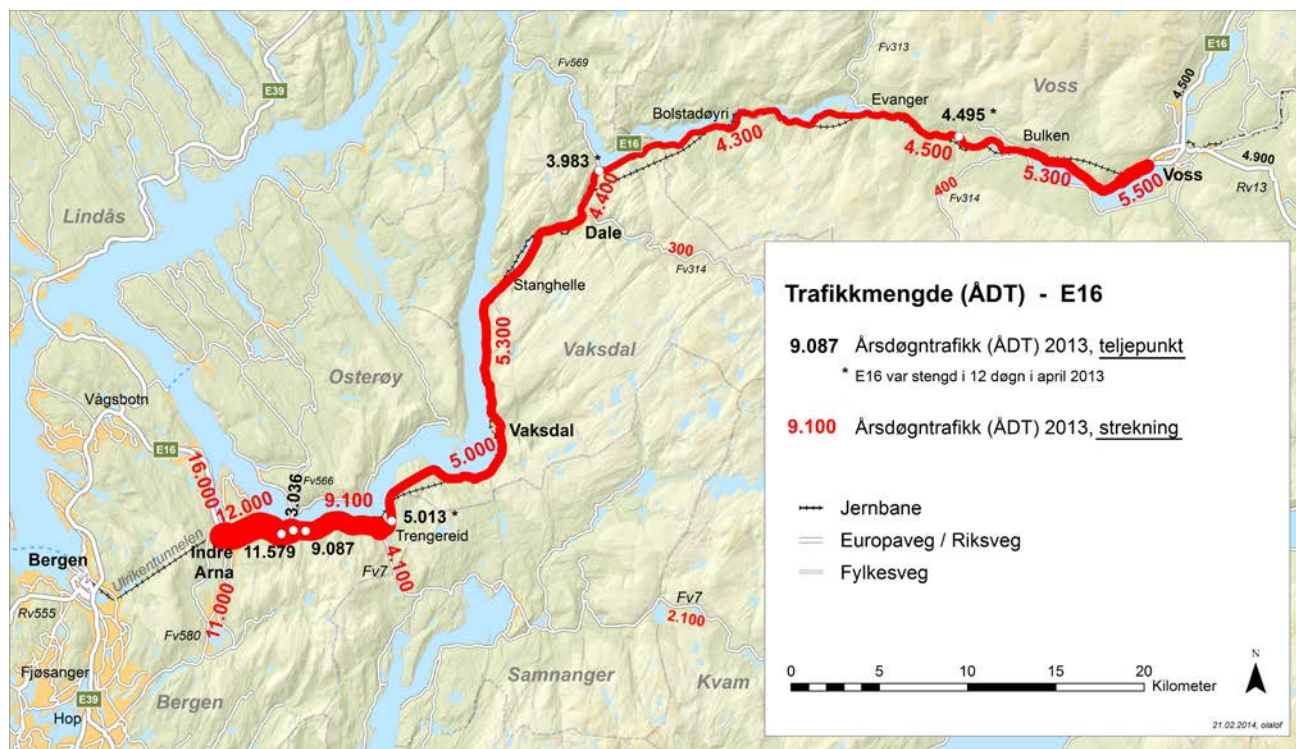 E39
Fv569
Fv313
Voss
E16
4.500
Evanger
Bolstadøyri
4.495 *
Bulken
3.983 *
E16
4.300
4.500
5.300
5.500
Voss
4.900
Rv13
4.400
400
Fv314
Lindås
Dale
300
Fv314
Stanghelle
5.300
Vaksdal
Osterøy
Vågsbotn
E16
Vaksdal
5.000
16.000
12.000
3.036
Fv566
9.100
5.013 *
Trengereid
Indre
Arna
11.579
9.087
Ulrikentunnelen
Bergen
4.100
Fv7
11.000
Fv580
Rv555
Fv7
2.100
Fjøsanger
Bergen
Samnanger
Kvam
E39
Hop
Trafikkmengde (ÅDT) - E16
9.087 Årsdøgntrafikk (ÅDT) 2013, teljepunkt
* E16 var stengd i 12 døgn i april 2013
9.100 Årsdøgntrafikk (ÅDT) 2013, strekning
Jernbane
Europaveg / Riksveg
Fylkesveg
0 5 10 15 20
Kilometer
N
21.02.2014, olalof